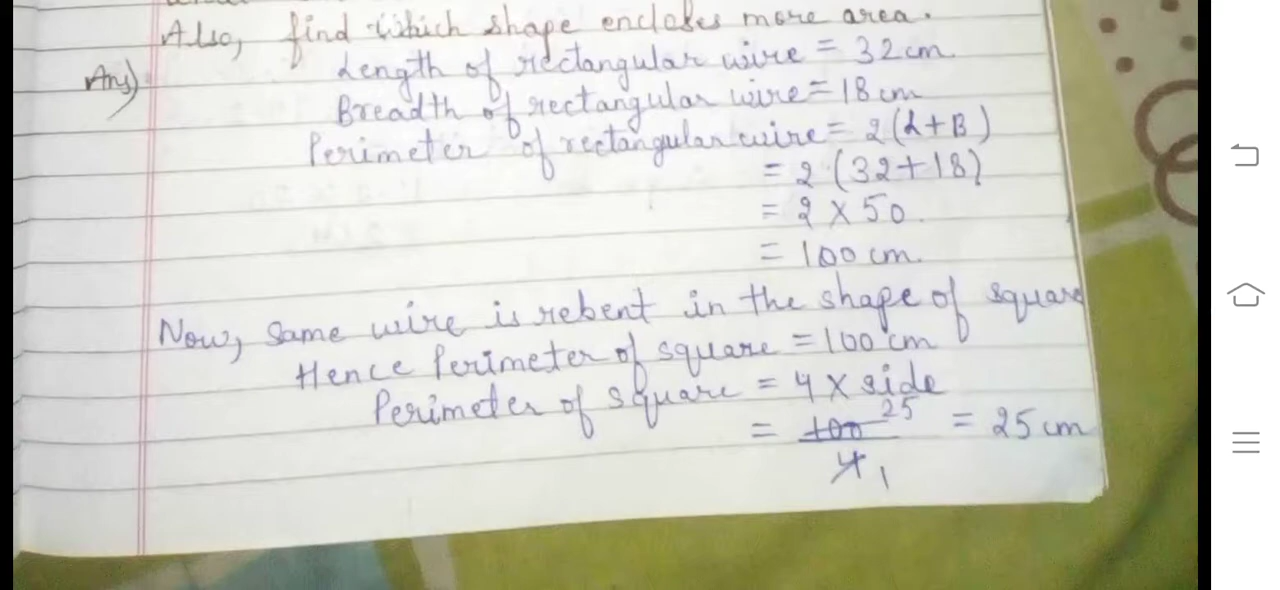 Also, find which shape encloses more area.
Ans) Length of rectangular wire = 32 cm
Breadth of rectangular wire = 18 cm
Perimeter of rectangular wire = 2 (L+B)
= 2 (32+18)
= 2 × 50.
= 100 cm.
Now, same wire is rebent in the shape of square
Hence Perimeter of square = 100 cm
Perimeter of square = 4 × side
= 100 25 = 25 cm
4 1